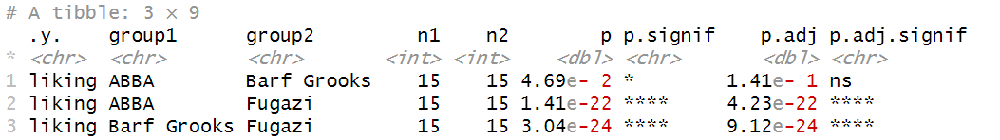 # A tibble: 3 × 9
.y. group1 group2 n1 n2 p p.signif p.adj p.adj.signif
* <chr> <chr> <chr> <int> <int> <dbl> <chr> <dbl> <chr>
1 liking ABBA Barf Grooks 15 15 4.69e- 2 * 1.41e- 1 ns
2 liking ABBA Fugazi 15 15 1.41e-22 **** 4.23e-22 ****
3 liking Barf Grooks Fugazi 15 15 3.04e-24 **** 9.12e-24 ****